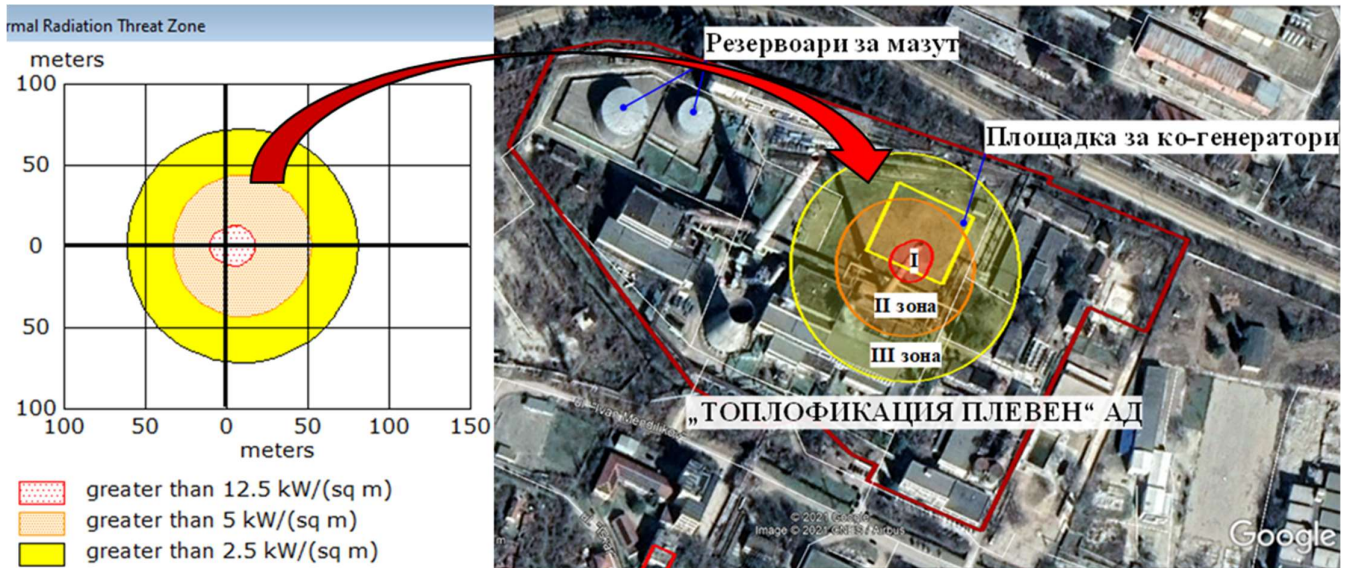 rmal Radiation Threat Zone
meters
100
50
0
50
100
100
50
0
50
100
150
meters
greater than 12.5 kW/(sq m)
greater than 5 kW/(sq m)
greater than 2.5 kW/(sq m)
Резервоари за мазут
Площадка за ко-генератори
I
II зона
III зона
„ТОПЛОФИКАЦИЯ ПЛЕВЕН“ АД
© 2021 Google
Image © 2021 CNES / Airbus
Google